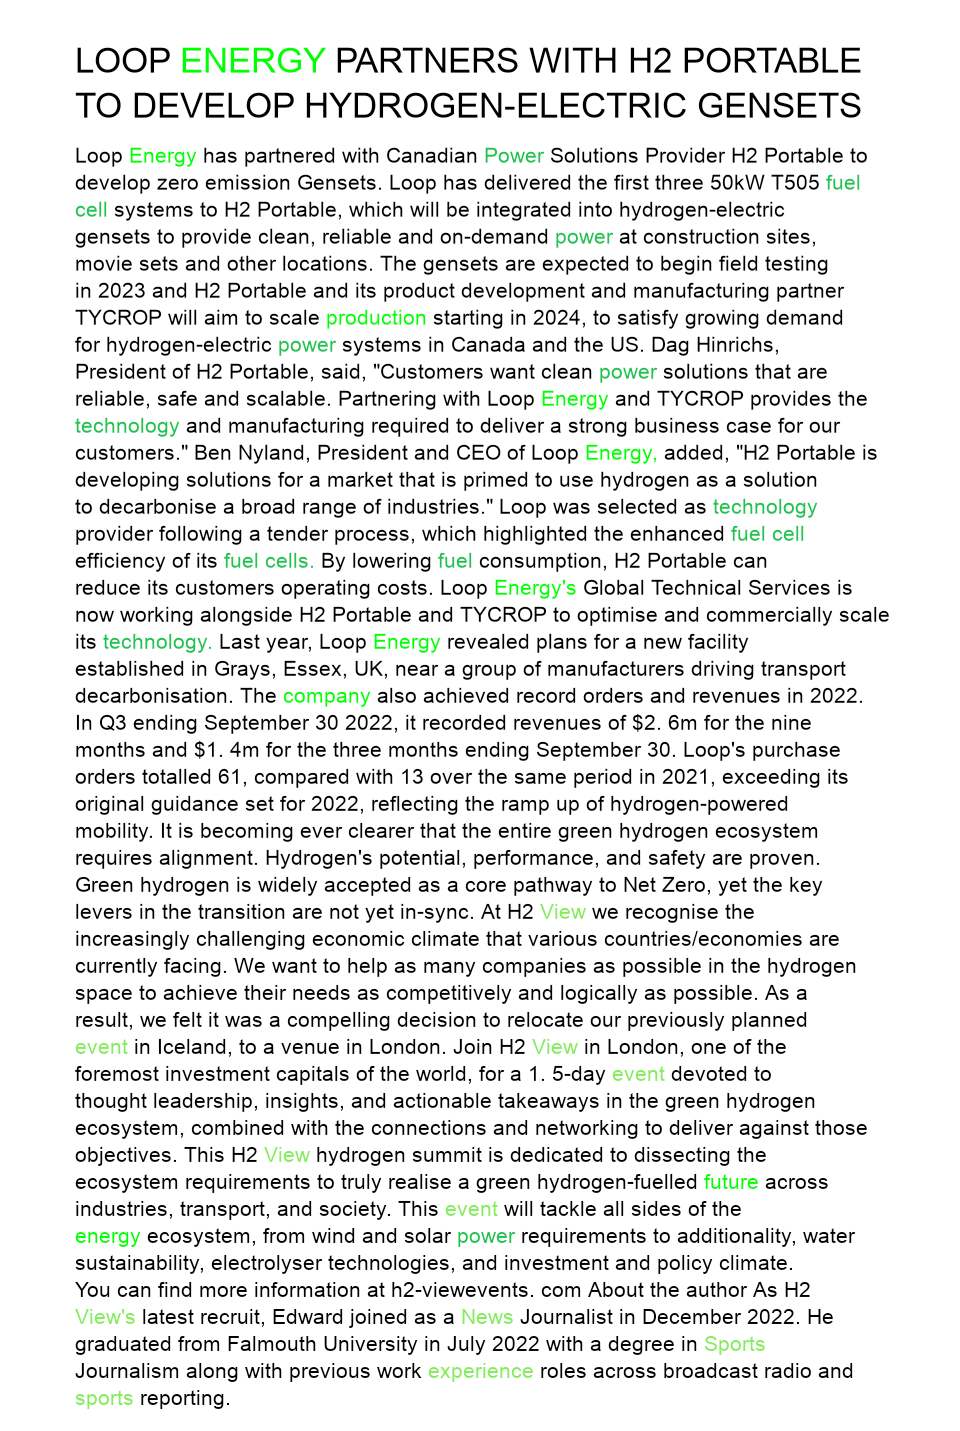 LOOP ENERGY PARTNERS WITH H2 PORTABLE
TO DEVELOP HYDROGEN-ELECTRIC GENSETS
Loop Energy has partnered with Canadian Power Solutions Provider H2 Portable to
develop zero emission Gensets. Loop has delivered the first three 50kW T505 fuel
cell systems to H2 Portable, which will be integrated into hydrogen-electric
gensets to provide clean, reliable and on-demand power at construction sites,
movie sets and other locations. The gensets are expected to begin field testing
in 2023 and H2 Portable and its product development and manufacturing partner
TYCROP will aim to scale production starting in 2024, to satisfy growing demand
for hydrogen-electric power systems in Canada and the US. Dag Hinrichs,
President of H2 Portable, said, "Customers want clean power solutions that are
reliable, safe and scalable. Partnering with Loop Energy and TYCROP provides the
technology and manufacturing required to deliver a strong business case for our
customers." Ben Nyland, President and CEO of Loop Energy, added, "H2 Portable is
developing solutions for a market that is primed to use hydrogen as a solution
to decarbonise a broad range of industries." Loop was selected as technology
provider following a tender process, which highlighted the enhanced fuel cell
efficiency of its fuel cells. By lowering fuel consumption, H2 Portable can
reduce its customers operating costs. Loop Energy's Global Technical Services is
now working alongside H2 Portable and TYCROP to optimise and commercially scale
its technology. Last year, Loop Energy revealed plans for a new facility
established in Grays, Essex, UK, near a group of manufacturers driving transport
decarbonisation. The company also achieved record orders and revenues in 2022.
In Q3 ending September 30 2022, it recorded revenues of $2. 6m for the nine
months and $1. 4m for the three months ending September 30. Loop's purchase
orders totalled 61, compared with 13 over the same period in 2021, exceeding its
original guidance set for 2022, reflecting the ramp up of hydrogen-powered
mobility. It is becoming ever clearer that the entire green hydrogen ecosystem
requires alignment. Hydrogen's potential, performance, and safety are proven.
Green hydrogen is widely accepted as a core pathway to Net Zero, yet the key
levers in the transition are not yet in-sync. At H2 View we recognise the
increasingly challenging economic climate that various countries/economies are
currently facing. We want to help as many companies as possible in the hydrogen
space to achieve their needs as competitively and logically as possible. As a
result, we felt it was a compelling decision to relocate our previously planned
event in Iceland, to a venue in London. Join H2 View in London, one of the
foremost investment capitals of the world, for a 1. 5-day event devoted to
thought leadership, insights, and actionable takeaways in the green hydrogen
ecosystem, combined with the connections and networking to deliver against those
objectives. This H2 View hydrogen summit is dedicated to dissecting the
ecosystem requirements to truly realise a green hydrogen-fuelled future across
industries, transport, and society. This event will tackle all sides of the
energy ecosystem, from wind and solar power requirements to additionality, water
sustainability, electrolyser technologies, and investment and policy climate.
You can find more information at h2-viewevents. com About the author As H2
View's latest recruit, Edward joined as a News Journalist in December 2022. He
graduated from Falmouth University in July 2022 with a degree in Sports
Journalism along with previous work experience roles across broadcast radio and
sports reporting.